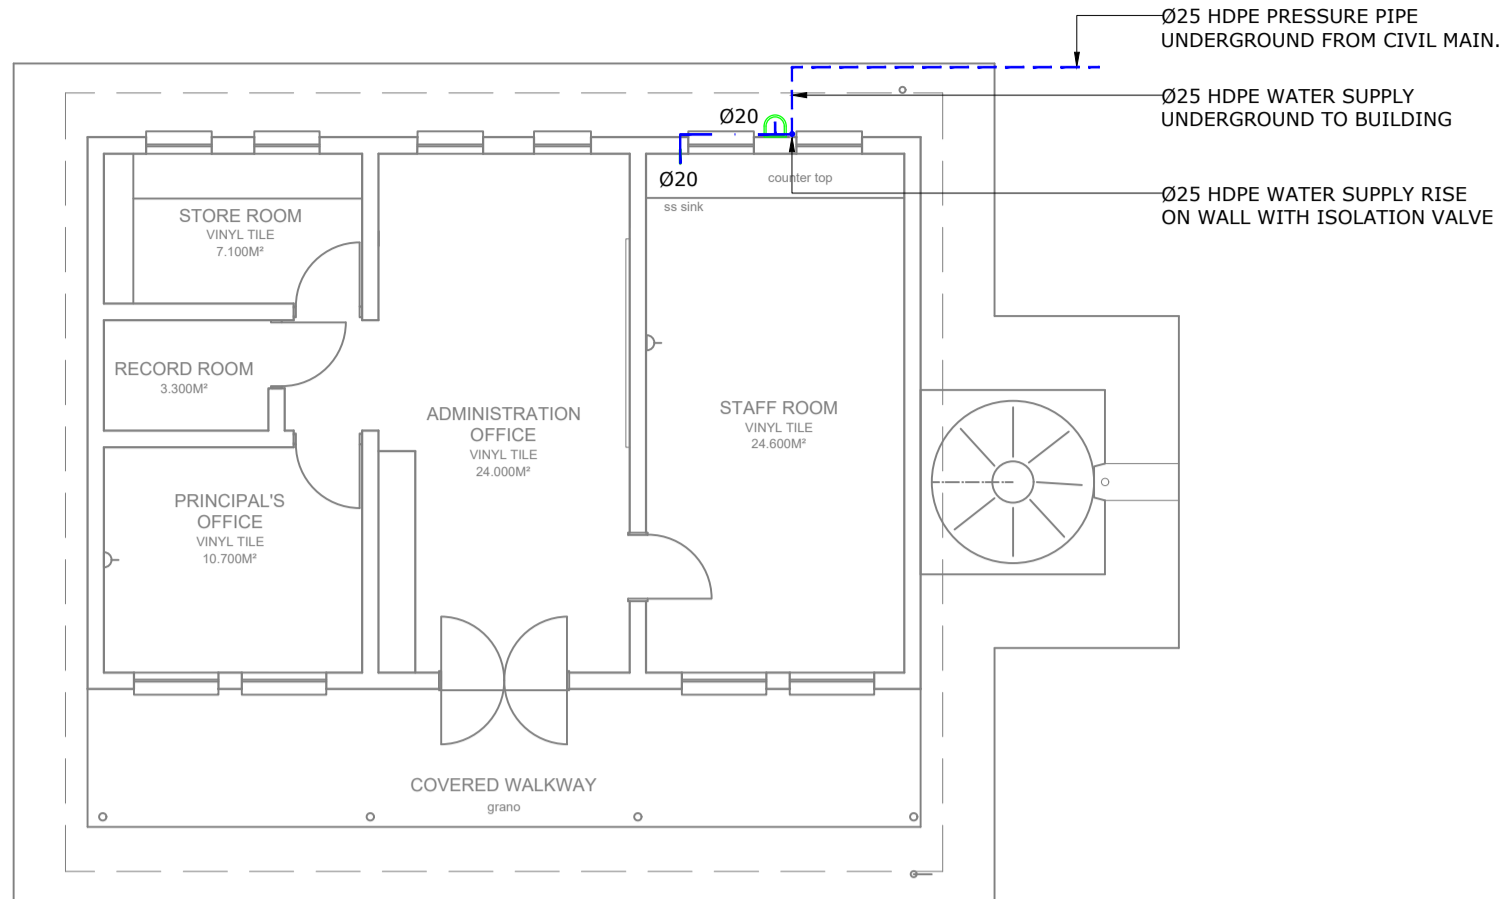 Ø25 HDPE PRESSURE PIPE
UNDERGROUND FROM CIVIL MAIN.
Ø25 HDPE WATER SUPPLY
UNDERGROUND TO BUILDING
Ø20
Ø20
counter top
Ø25 HDPE WATER SUPPLY RISE
ON WALL WITH ISOLATION VALVE
ss sink
STORE ROOM
VINYL TILE
7.100M²
RECORD ROOM
3.300M²
ADMINISTRATION
OFFICE
VINYL TILE
24.000M²
STAFF ROOM
VINYL TILE
24.600M²
PRINCIPAL'S
OFFICE
VINYL TILE
10.700M²
COVERED WALKWAY
grano